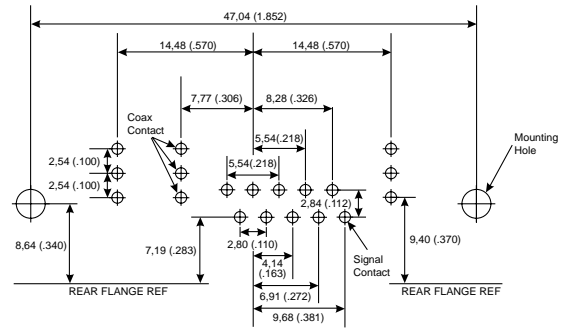 47,04 (1.852)
14,48 (.570)
14,48 (.570)
7,77 (.306)
8,28 (.326)
Coax
Contact
5,54(.218)
Mounting
Hole
2,54 (.100)
5,54(.218)
2,54 (.100)
2,84 (.112)
8,64 (.340)
7,19 (.283)
2,80 (.110)
9,40 (.370)
4,14
(.163)
Signal
Contact
6,91 (.272)
REAR FLANGE REF
REAR FLANGE REF
9,68 (.381)